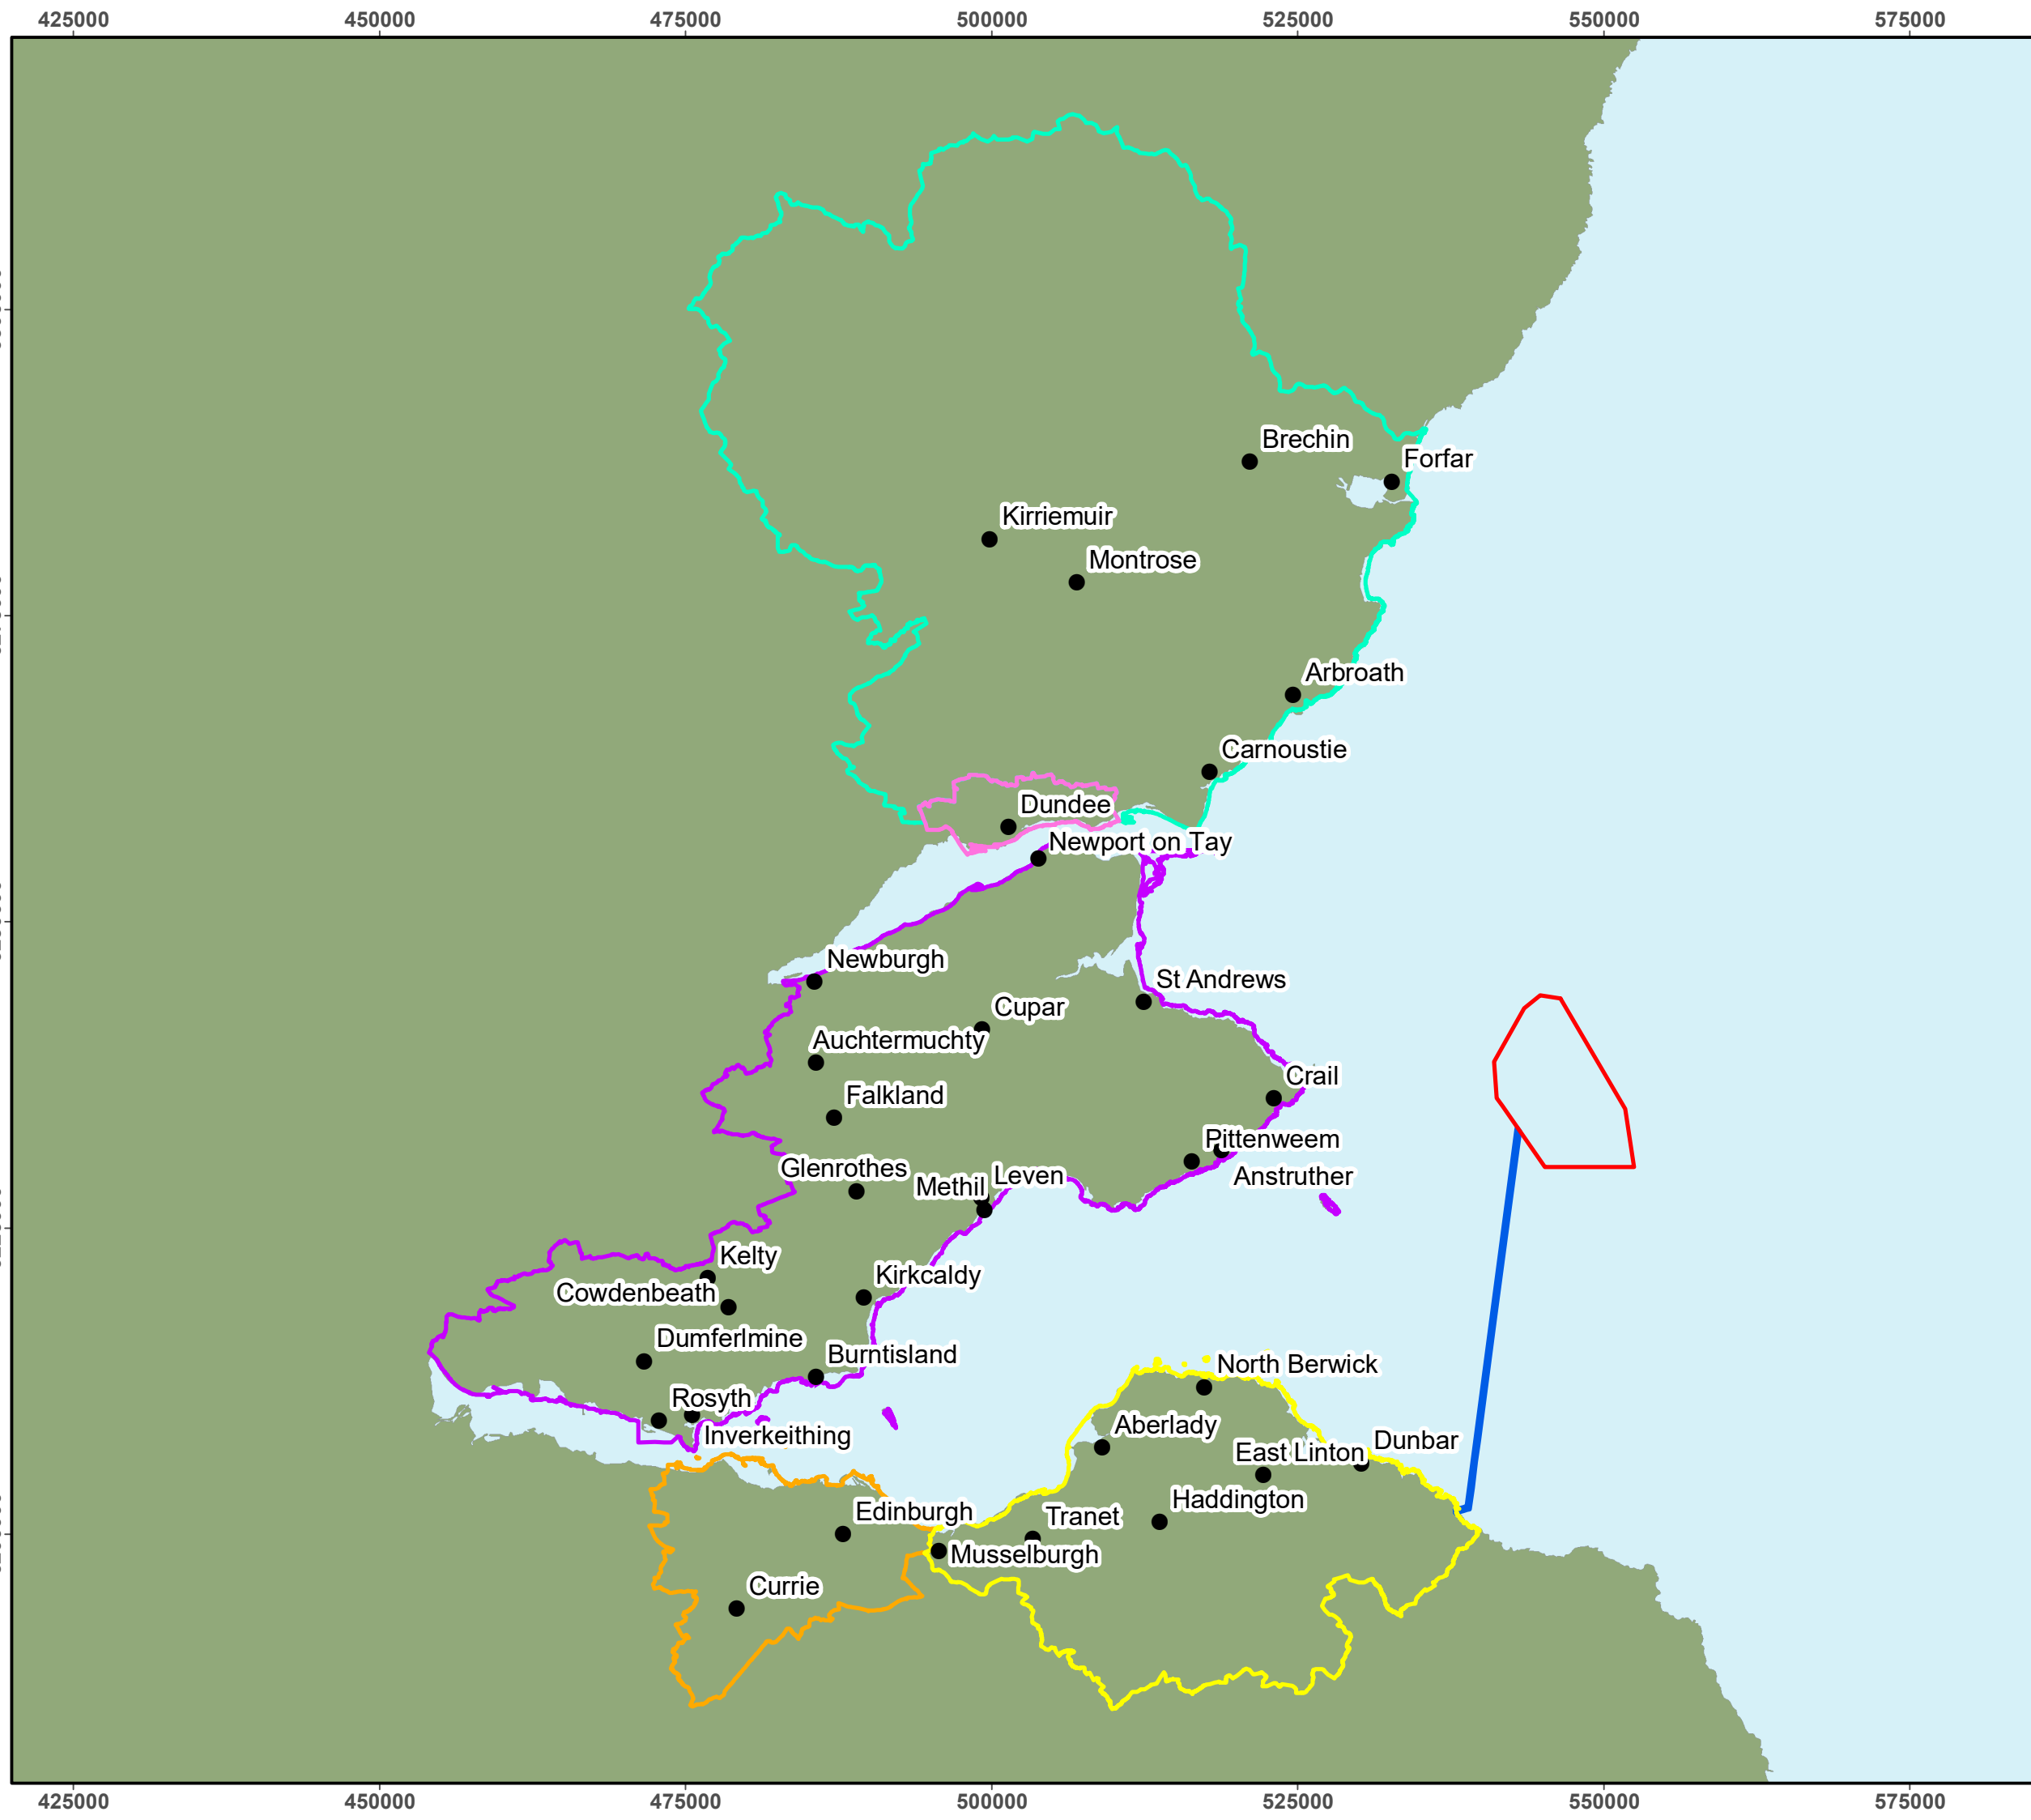 425000 450000 475000 500000 525000 550000 575000
Brechin
Forfar
Kirriemuir
Montrose
Arbroath
Carnoustie
Dundee
Newport on Tay
Newburgh
St Andrews
Cupar
Auchtermuchty
Crail
Falkland
Pittenweem
Glenrothes
Leven
Anstruther
Methil
Kelty
Kirkcaldy
Cowdenbeath
Dumferlmine
Burntisland
North Berwick
Rosyth
Aberlady
Inverkeithing
Dunbar
East Linton
Haddington
Edinburgh
Tranet
Musselburgh
Currie
425000 450000 475000 500000 525000 550000 575000